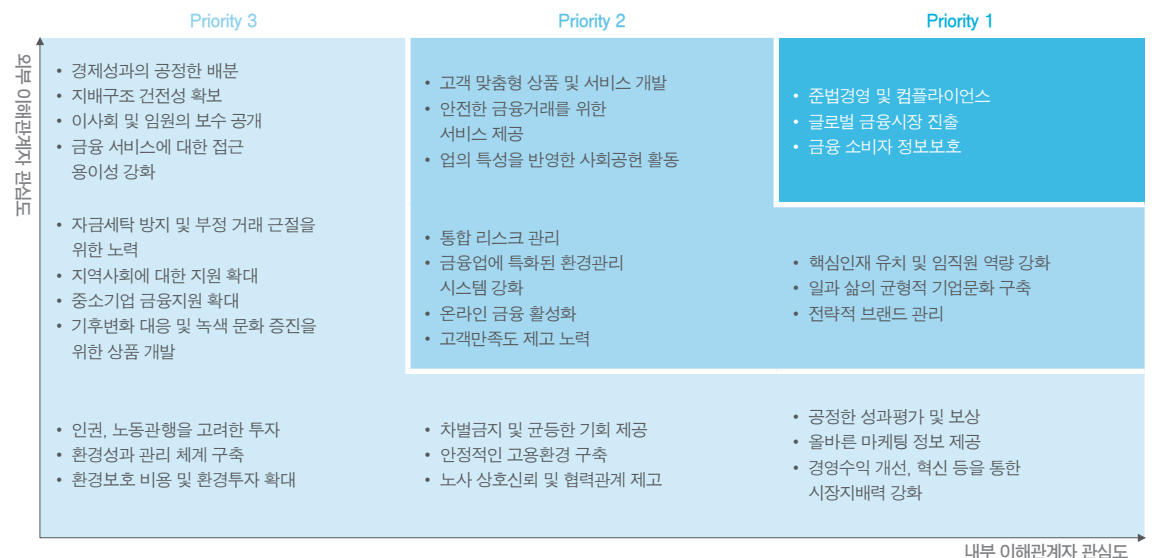 Priority 3
Priority 2
Priority 1
외부 이해관계자 관심도
• 경제성과의 공정한 배분
• 지배구조 건전성 확보
• 이사회 및 임원의 보수 공개
• 금융 서비스에 대한 접근
용이성 강화
• 고객 맞춤형 상품 및 서비스 개발
• 안전한 금융거래를 위한
서비스 제공
• 업의 특성을 반영한 사회공헌 활동
• 준법경영 및 컴플라이언스
• 글로벌 금융시장 진출
• 금융 소비자 정보보호
• 자금세탁 방지 및 부정 거래 근절을
위한 노력
• 지역사회에 대한 지원 확대
• 중소기업 금융지원 확대
• 기후변화 대응 및 녹색 문화 증진을
위한 상품 개발
• 통합 리스크 관리
• 금융업에 특화된 환경관리
시스템 강화
• 온라인 금융 활성화
• 고객만족도 제고 노력
• 핵심인재 유치 및 임직원 역량 강화
• 일과 삶의 균형적 기업문화 구축
• 전략적 브랜드 관리
• 인권, 노동관행을 고려한 투자
• 환경성과 관리 체계 구축
• 환경보호 비용 및 환경투자 확대
• 차별금지 및 균등한 기회 제공
• 안정적인 고용환경 구축
• 노사 상호신뢰 및 협력관계 제고
• 공정한 성과평가 및 보상
• 올바른 마케팅 정보 제공
• 경영수익 개선, 혁신 등을 통한
시장지배력 강화
내부 이해관계자 관심도